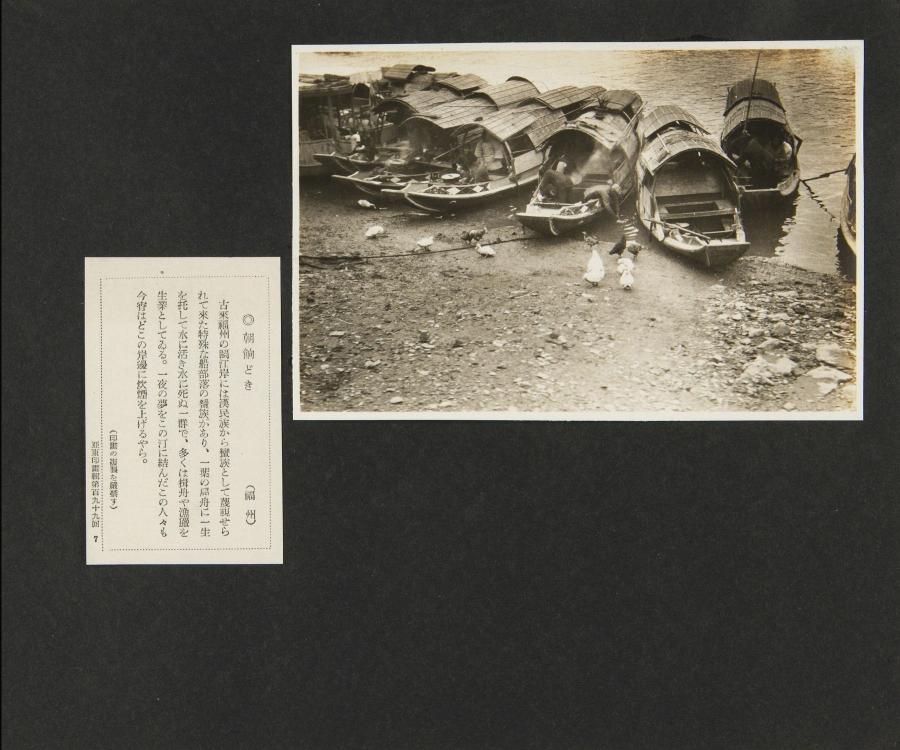 ◎朝餉どき
(福州)
古來福州の閩江岸には漢民族から蠻族として蔑視せら
れて來た特殊な船部落の蜑族があり、一葉の扁舟に一生
を托して水に活き水に死ぬ一群で、多くは楫舟や漁撈を
生業としてゐる。一夜の夢をこの汀に結んだこの人々も
今宵はどこの岸邊に炊煙を上げるやら。
(印畫の複製を嚴禁す)
亞東印畫輯第百九十九回 7